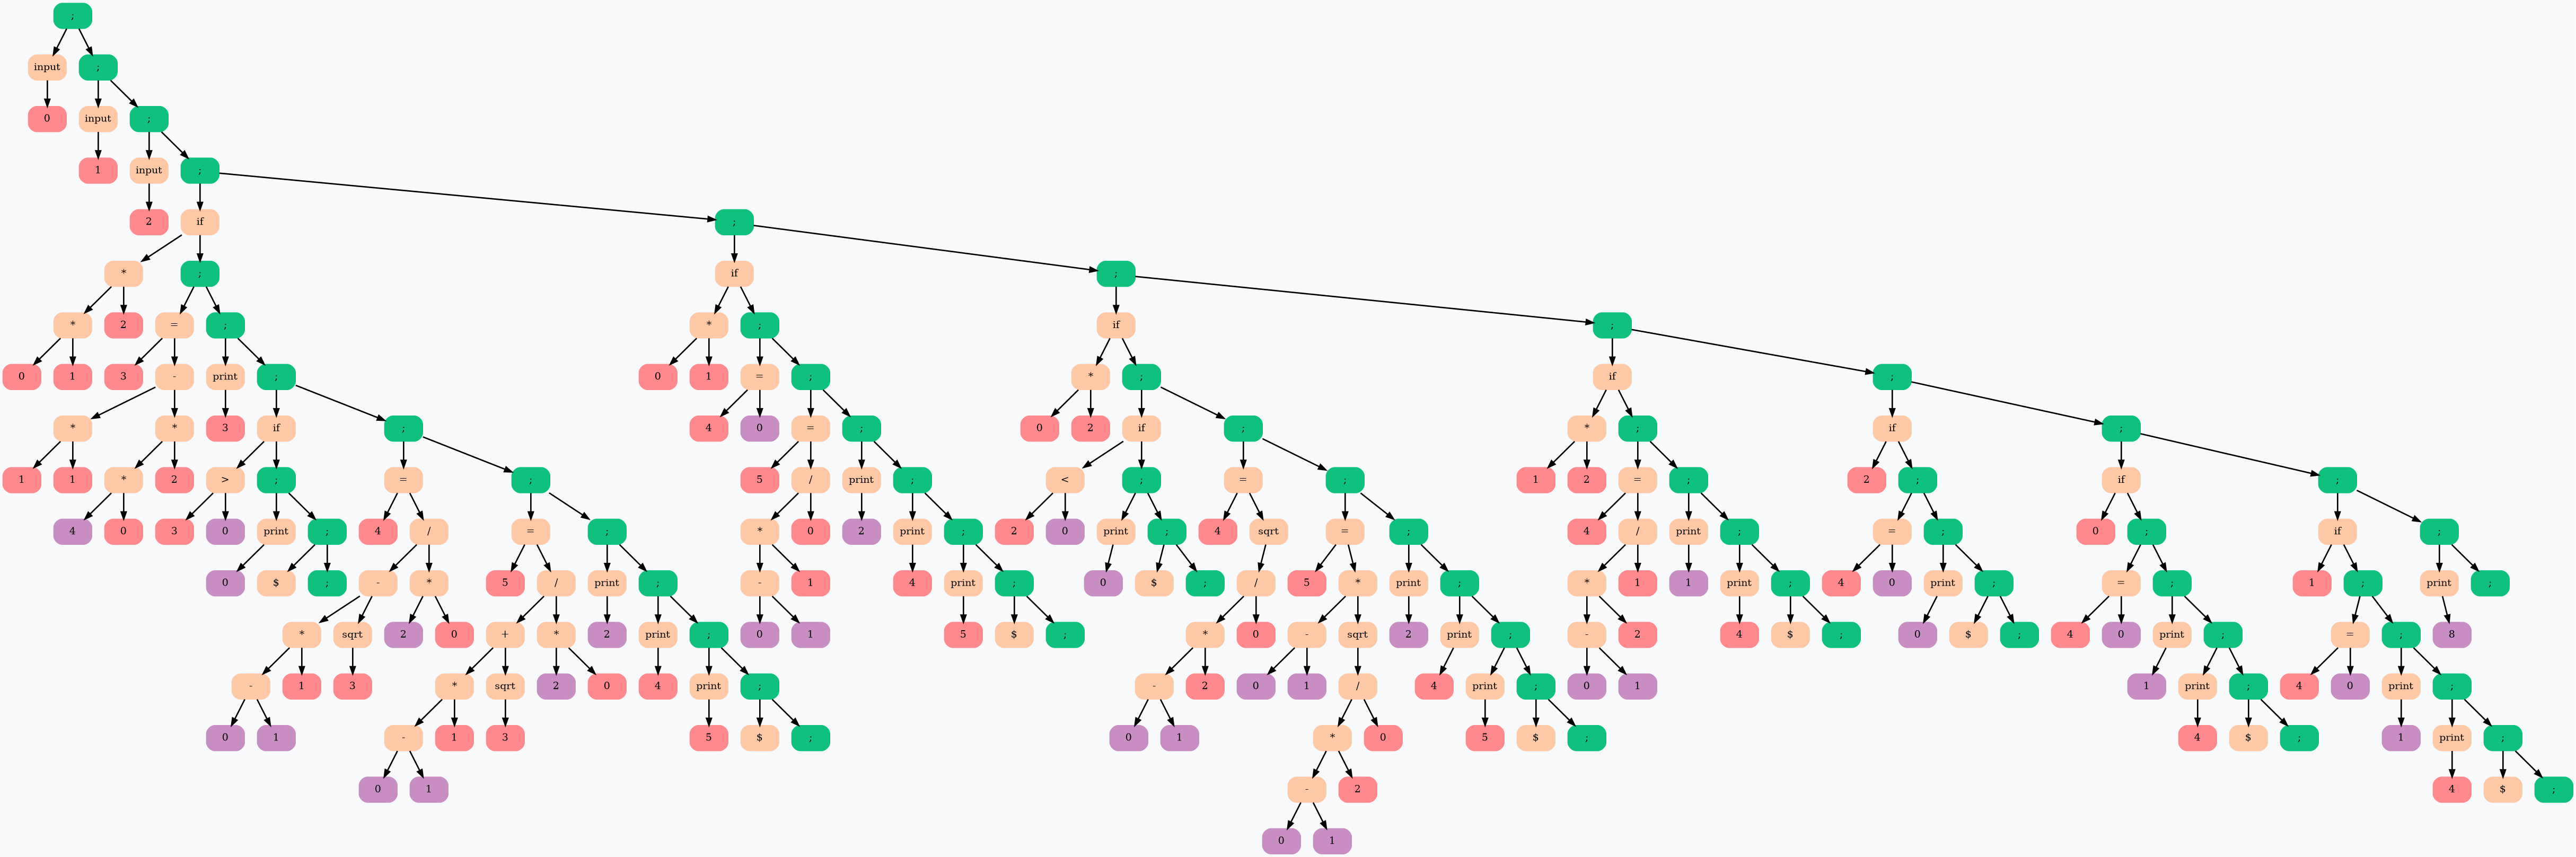 ;
input ;
0 input ;
1 input ;
2 if ;
* ; if ;
* 2 = ; * ; if ;
0 1 3 - print ; 0 1 = ; * ; if ;
* * 3 if ; 4 0 = ; 0 2 if ; * ; if ;
1 1 * 2 > ; = ; 5 / print ; < ; = ; 1 2 = ; 2 ; if ;
4 0 3 0 print ; 4 / = ; * 0 2 print ; 2 0 print ; 4 sqrt = ; 4 / print ; = ; 0 ; if ;
0 $ ; - * 5 / print ; - 1 4 print ; 0 $ ; / 5 * print ; * 1 1 print ; 4 0 print ; = ; 1 ; print ;
* sqrt 2 0 + * 2 print ; 0 1 5 $ ; * 0 - sqrt 2 print ; - 2 4 $ ; 0 $ ; 4 0 print ; = ; 8
- 1 3 * sqrt 2 0 4 print ; - 2 0 1 / 4 print ; 0 1 1 print ; 4 0 print ;
0 1 - 1 3 5 $ ; 0 1 * 0 5 $ ; 4 $ ; 1 print ;
0 1 - 2 4 $ ;
0 1